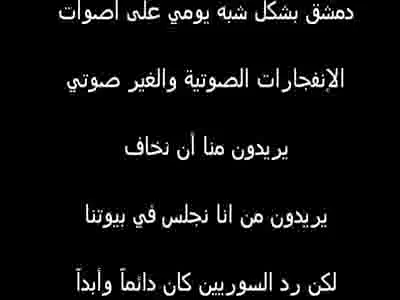 دمشق بشكل شبه يومي على أصوات
الإنفجارات الصوتية والغير صوتي
يريدون منا أن نخاف
يريدون من انا نجلس في بيوتنا
لكن رد السوريين كان دائماً وأبداً